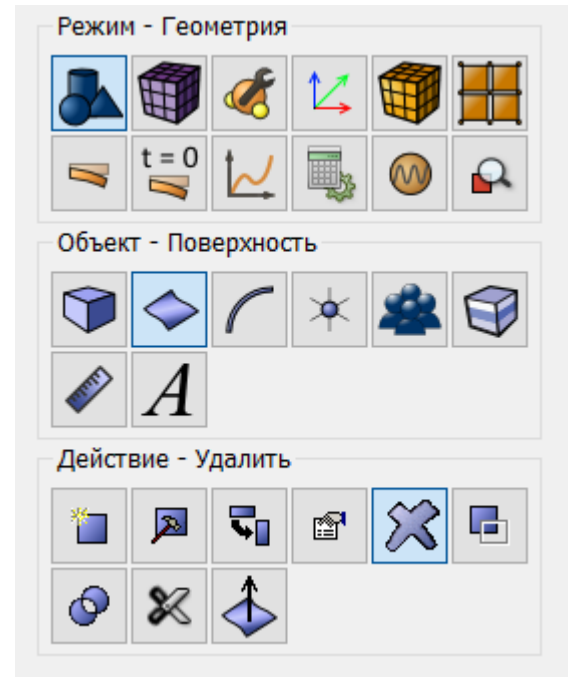 Режим - Геометрия
t = 0
Объект - Поверхность
A
Действие - Удалить